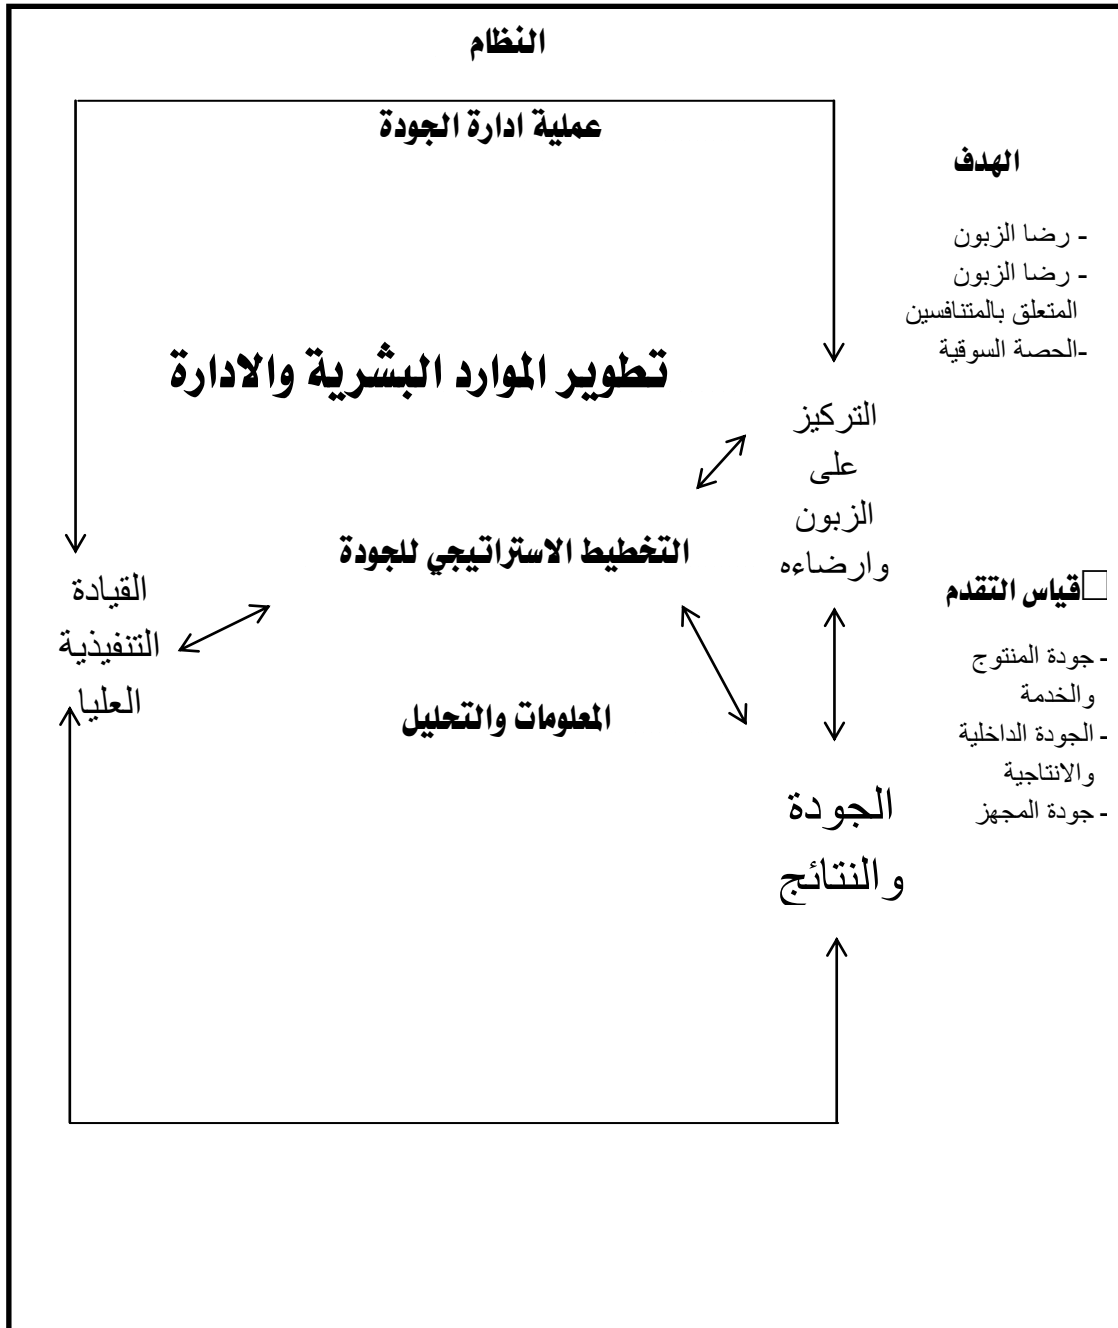 النظام
عملية ادارة الجودة
الهدف
- رضا الزبون
- رضا الزبون
المتعلق بالمتنافسين
-الحصة السوقية
تطوير الموارد البشرية والادارة
التركيز
على
الزبون
وارضاءه
التخطيط الاستراتيجي للجودة
القيادة
التنفيذية
العليا
قياس التقدم
- جودة المنتوج
والخدمة
- الجودة الداخلية
والانتاجية
- جودة المجهز
المعلومات والتحليل
الجودة
والنتائج